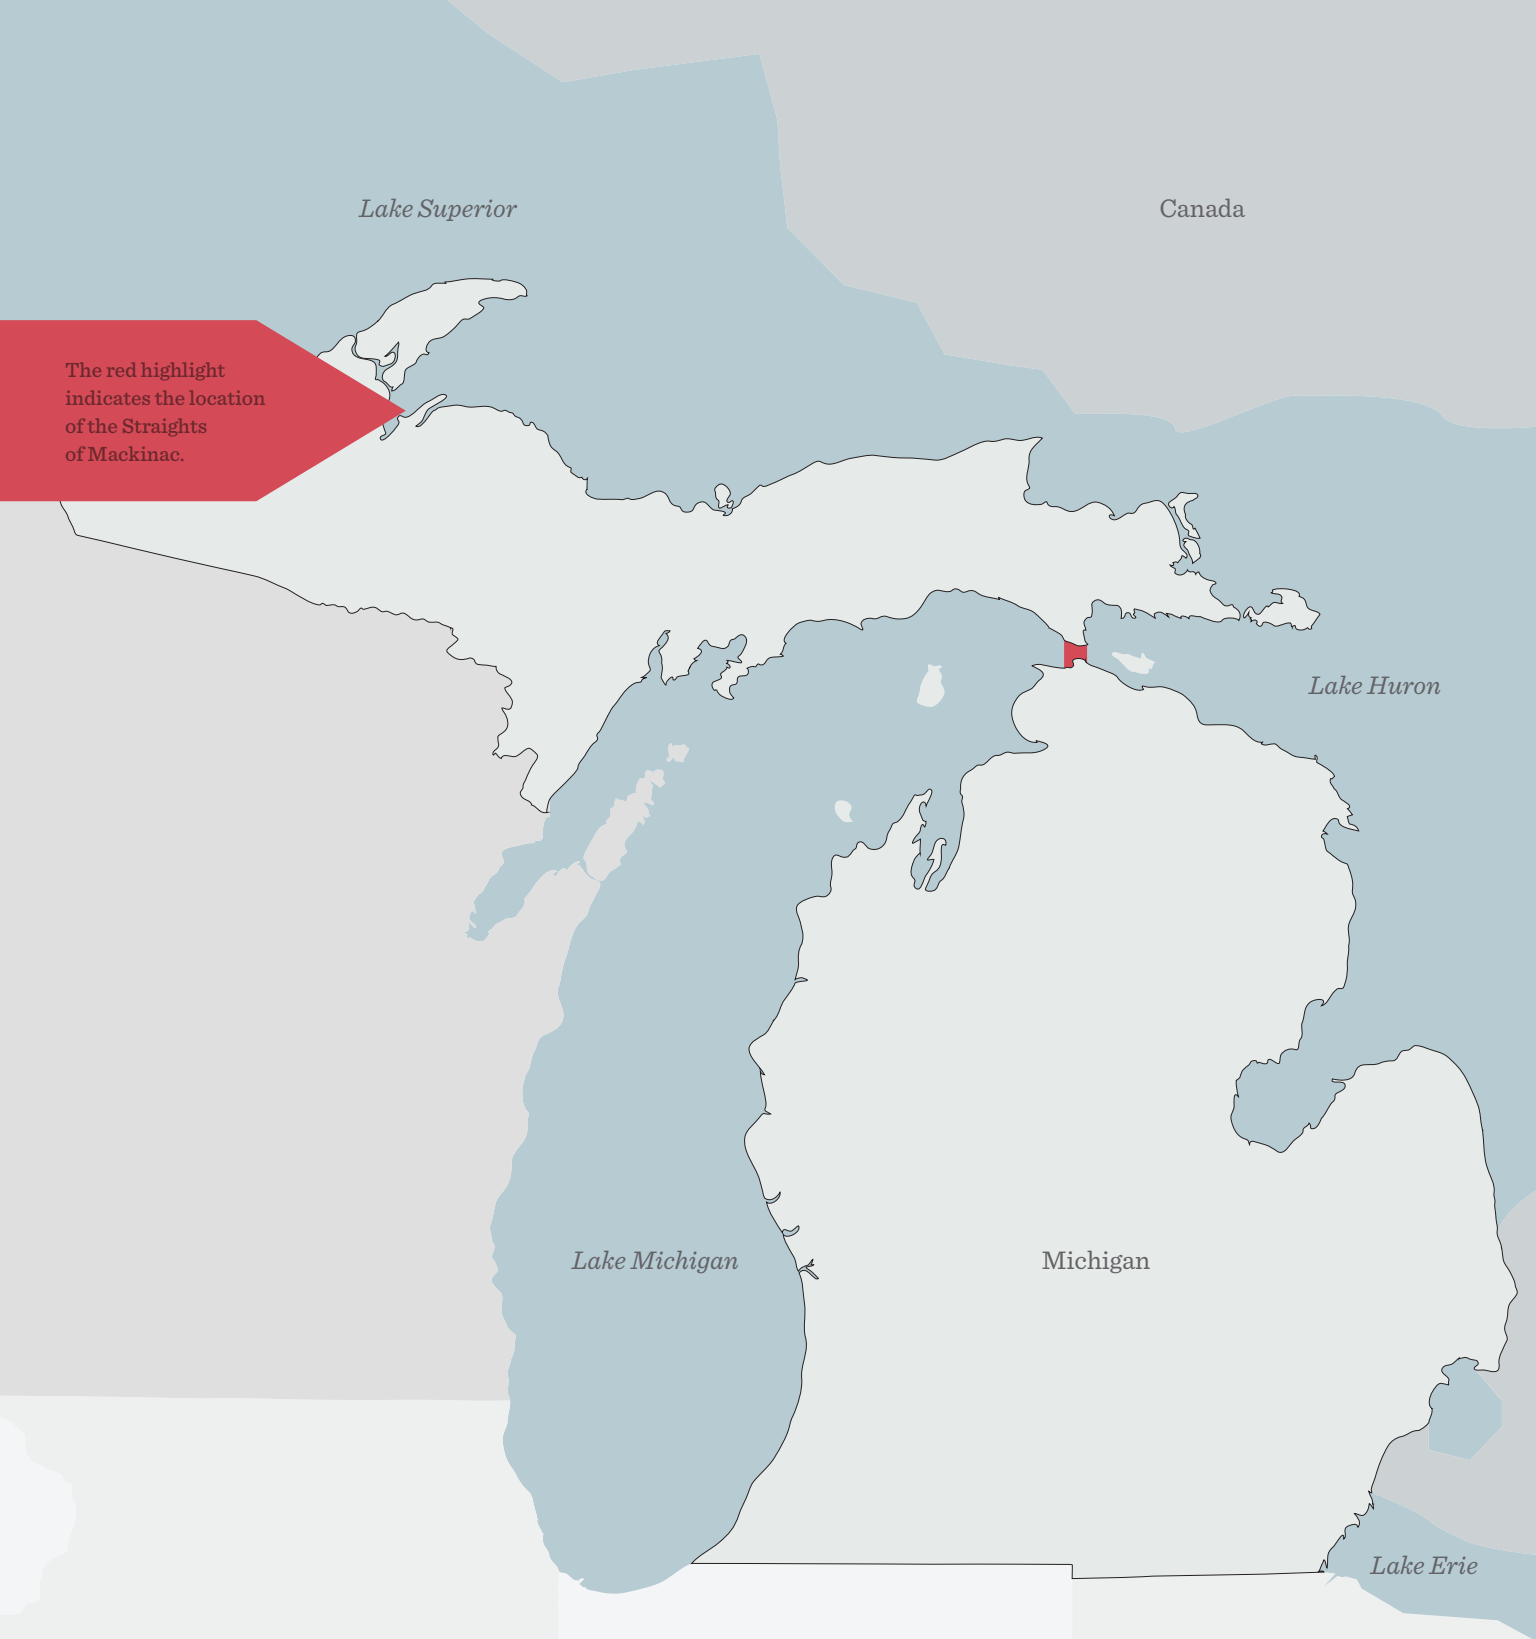 Lake Superior
Canada
The red highlight
indicates the location
of the Straights
of Mackinac.
Lake Huron
Lake Michigan
Michigan
Lake Erie